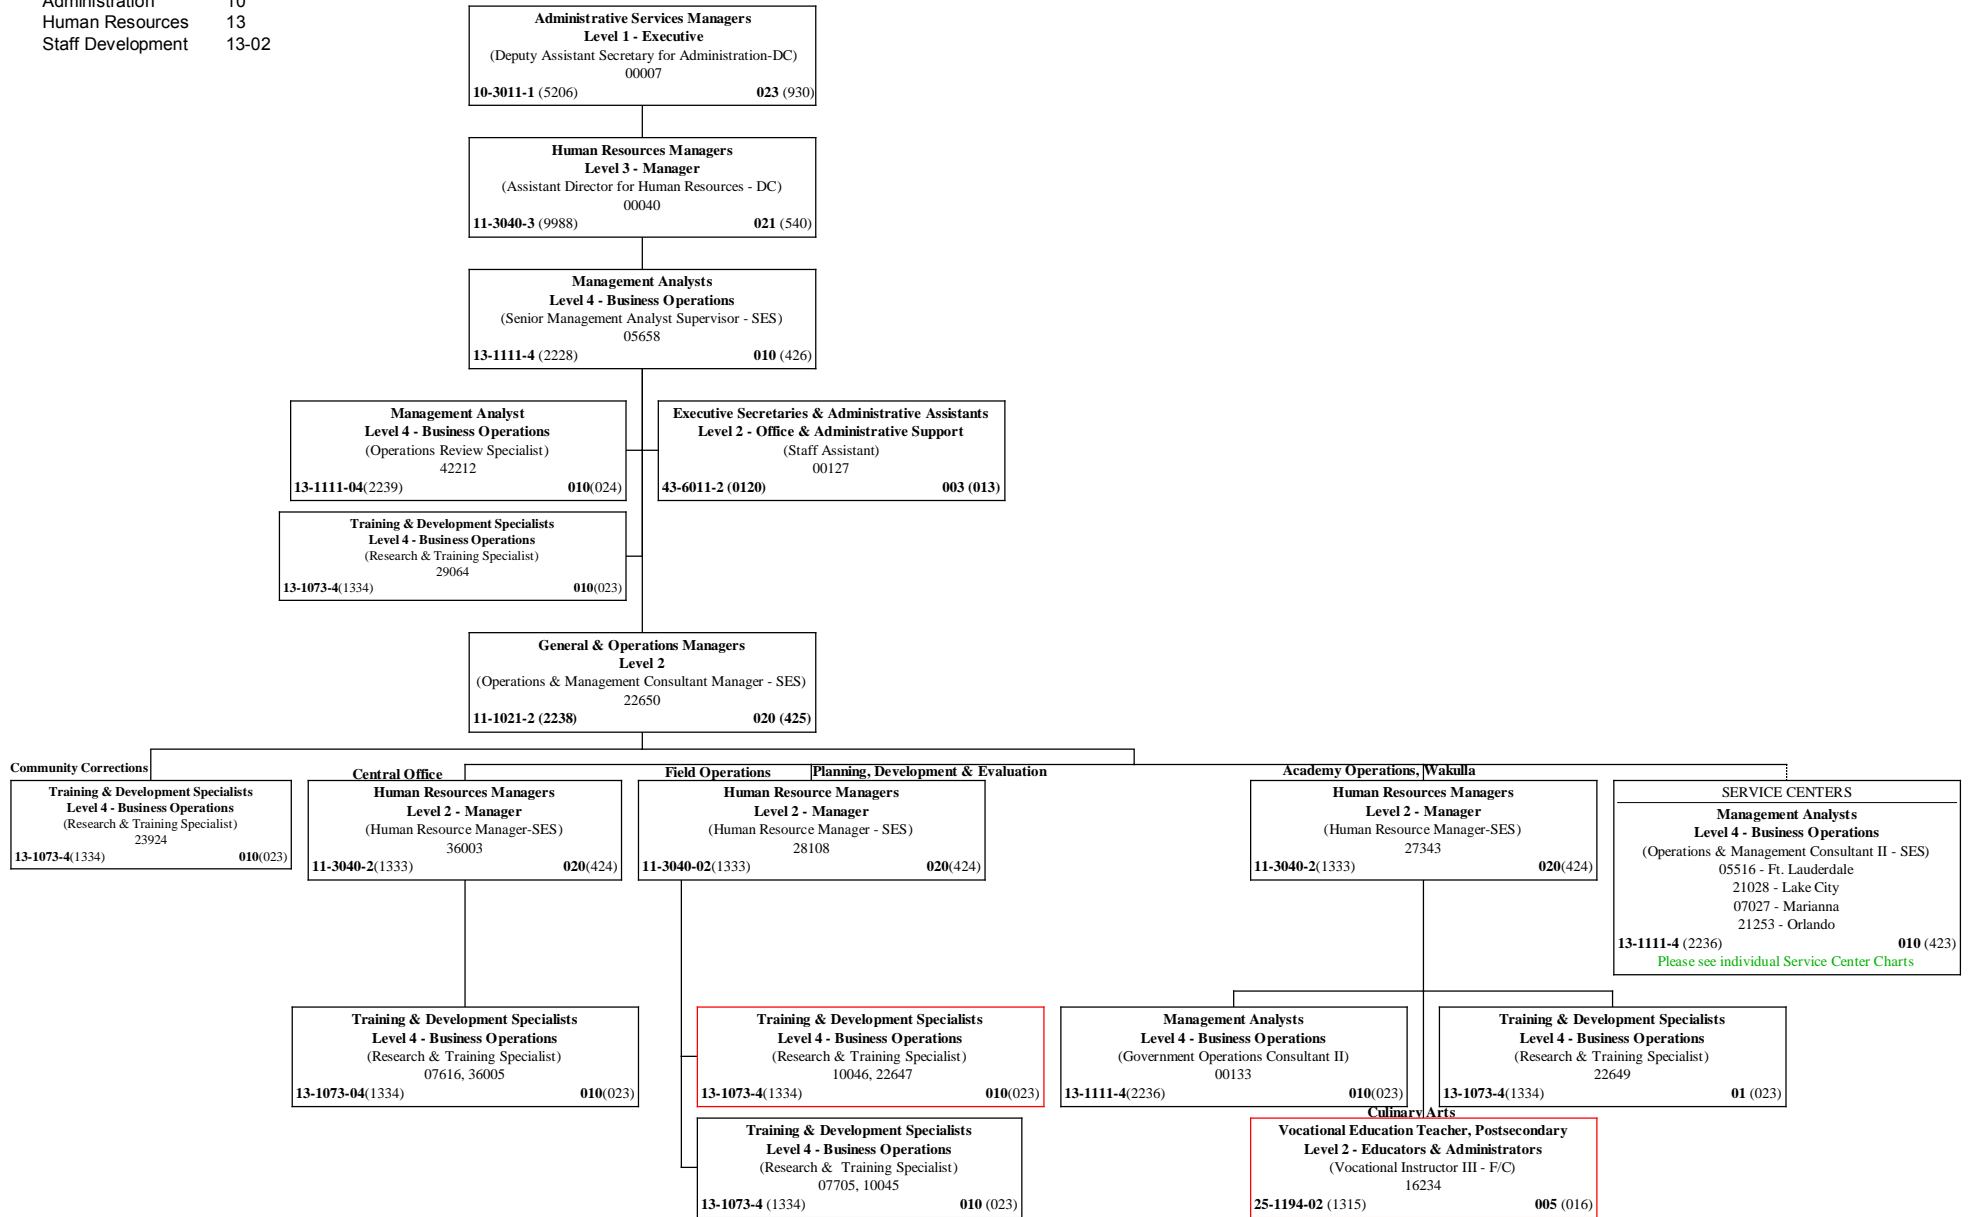 Administration 10
Human Resources 13
Staff Development 13-02
Administrative Services Managers
Level 1 - Executive
(Deputy Assistant Secretary for Administration-DC)
00007
10-3011-1 (5206) 023 (930)
Human Resources Managers
Level 3 - Manager
(Assistant Director for Human Resources - DC)
00040
11-3040-3 (9988) 021 (540)
Management Analysts
Level 4 - Business Operations
(Senior Management Analyst Supervisor - SES)
05658
13-1111-4 (2228) 010 (426)
Management Analyst
Level 4 - Business Operations
(Operations Review Specialist)
42212
13-1111-04(2239) 010(024)
Executive Secretaries & Administrative Assistants
Level 2 - Office & Administrative Support
(Staff Assistant)
00127
43-6011-2 (0120) 003 (013)
Training & Development Specialists
Level 4 - Business Operations
(Research & Training Specialist)
29064
13-1073-4(1334) 010(023)
General & Operations Managers
Level 2
(Operations & Management Consultant Manager - SES)
22650
11-1021-2 (2238) 020 (425)
Community Corrections
Training & Development Specialists
Level 4 - Business Operations
(Research & Training Specialist)
23924
13-1073-4(1334) 010(023)
Central Office
Human Resources Managers
Level 2 - Manager
(Human Resource Manager-SES)
36003
11-3040-2(1333) 020(424)
Field Operations
Planning, Development & Evaluation
Human Resource Managers
Level 2 - Manager
(Human Resource Manager - SES)
28108
11-3040-02(1333) 020(424)
Academy Operations, Wakulla
Human Resources Managers
Level 2 - Manager
(Human Resource Manager-SES)
27343
11-3040-2(1333) 020(424)
SERVICE CENTERS
Management Analysts
Level 4 - Business Operations
(Operations & Management Consultant II - SES)
05516 - Ft. Lauderdale
21028 - Lake City
07027 - Marianna
21253 - Orlando
13-1111-4 (2236) 010 (423)
Please see individual Service Center Charts
Training & Development Specialists
Level 4 - Business Operations
(Research & Training Specialist)
07616, 36005
13-1073-04(1334) 010(023)
Training & Development Specialists
Level 4 - Business Operations
(Research & Training Specialist)
10046, 22647
13-1073-4(1334) 010(023)
Management Analysts
Level 4 - Business Operations
(Government Operations Consultant II)
00133
13-1111-4(2236) 010(023)
Training & Development Specialists
Level 4 - Business Operations
(Research & Training Specialist)
22649
13-1073-4(1334) 01 (023)
Training & Development Specialists
Level 4 - Business Operations
(Research & Training Specialist)
07705, 10045
13-1073-4 (1334) 010 (023)
Culinary Arts
Vocational Education Teacher, Postsecondary
Level 2 - Educators & Administrators
(Vocational Instructor III - F/C)
16234
25-1194-02 (1315) 005 (016)